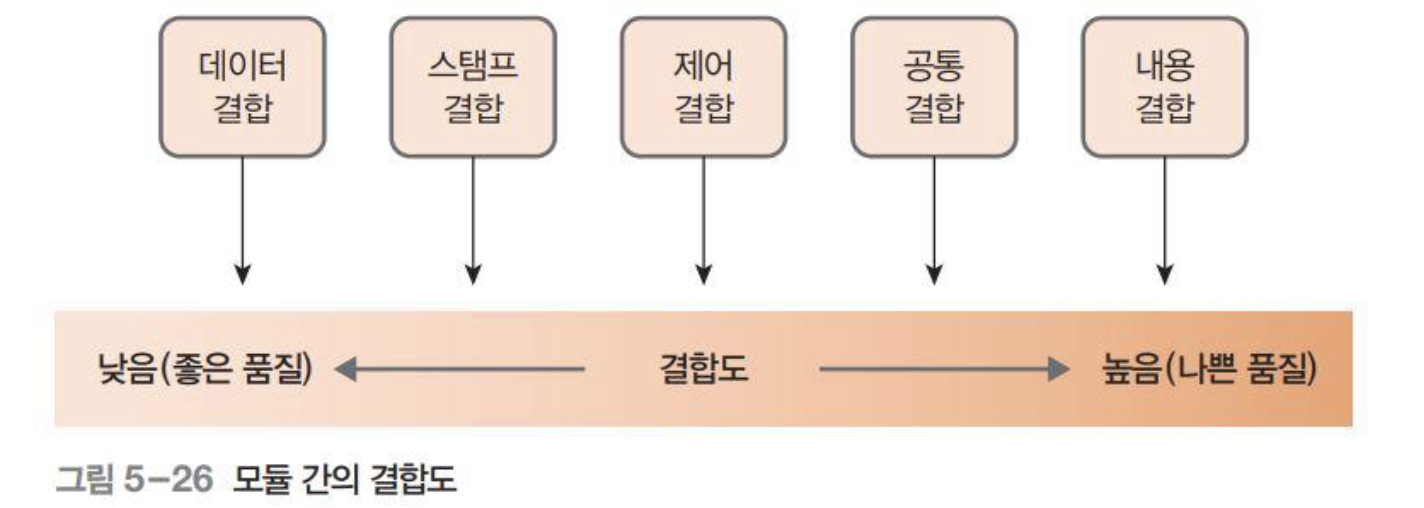 데이터
결합
스탬프
결합
제어
결합
공통
결합
내용
결합
낮음(좋은 품질)
결합도
높음(나쁜 품질)
그림 5-26 모듈 간의 결합도